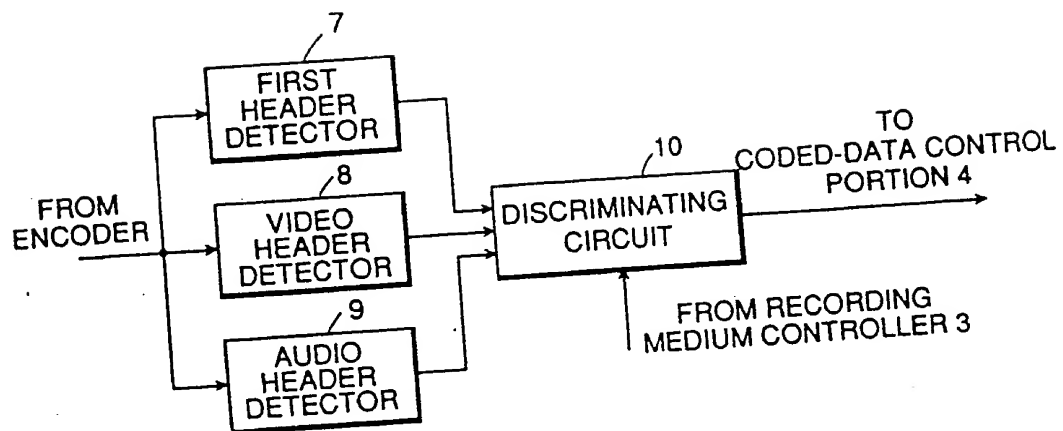 7
FIRST
HEADER
DETECTOR
FROM
ENCODER
8
VIDEO
HEADER
DETECTOR
9
AUDIO
HEADER
DETECTOR
10
DISCRIMINATING
CIRCUIT
TO
CODED-DATA CONTROL
PORTION 4
FROM RECORDING
MEDIUM CONTROLLER 3